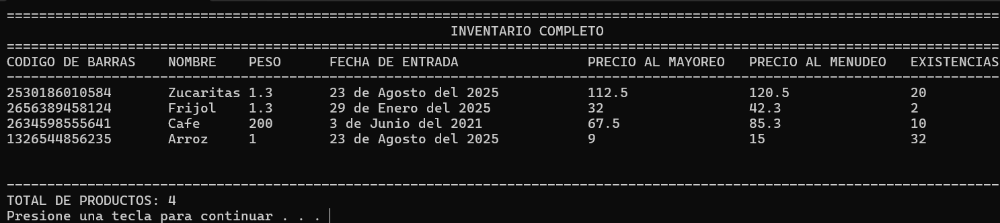 ====================================================================================================
INVENTARIO COMPLETO
====================================================================================================
CODIGO DE BARRAS    NOMBRE    PESO      FECHA DE ENTRADA                PRECIO AL MAYOREO   PRECIO AL MENUDEO   EXISTENCIAS
----------------------------------------------------------------------------------------------------
2530186010584       Zucaritas 1.3       23 de Agosto del 2025           112.5               120.5               20
2656389458124       Frijol    1.3       29 de Enero del 2025            32                  42.3                2
2634598555641       Cafe      200       3 de Junio del 2021             67.5                85.3                10
1326544856235       Arroz     1         23 de Agosto del 2025           9                   15                  32
----------------------------------------------------------------------------------------------------
TOTAL DE PRODUCTOS: 4
Presione una tecla para continuar . . .